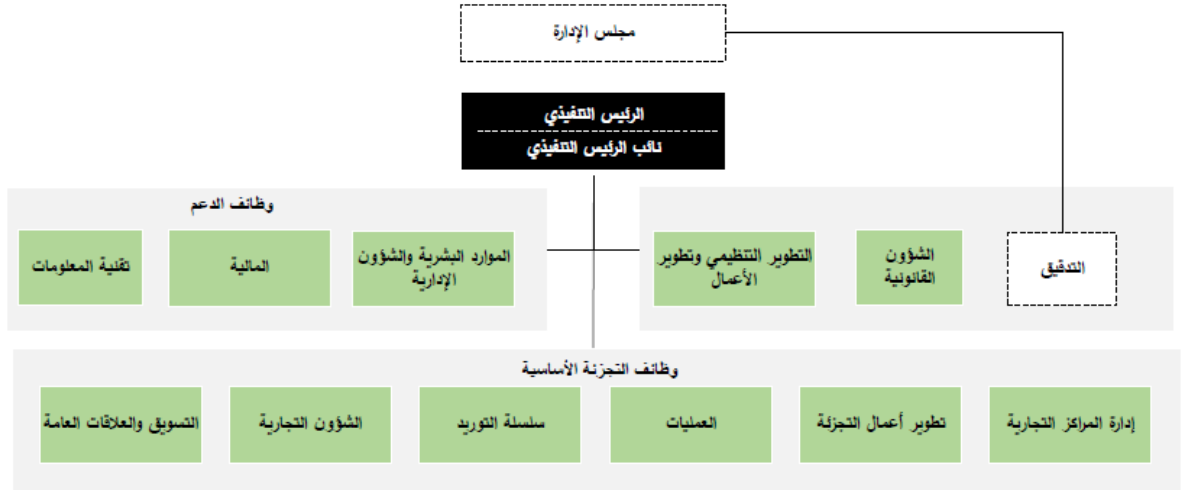 مجلس الإدارة
الرئيس التنفيذي
نائب الرئيس التنفيذي
التدقيق
الشؤون
القانونية
التطوير التنظيمي وتطوير
الأعمال
وظائف الدعم
الموارد البشرية والشؤون
الإدارية
المالية
تقنية المعلومات
وظائف التجزئة الأساسية
إدارة المراكز التجارية
تطوير أعمال التجزئة
العمليات
سلسلة التوريد
الشؤون التجارية
التسويق والعلاقات العامة